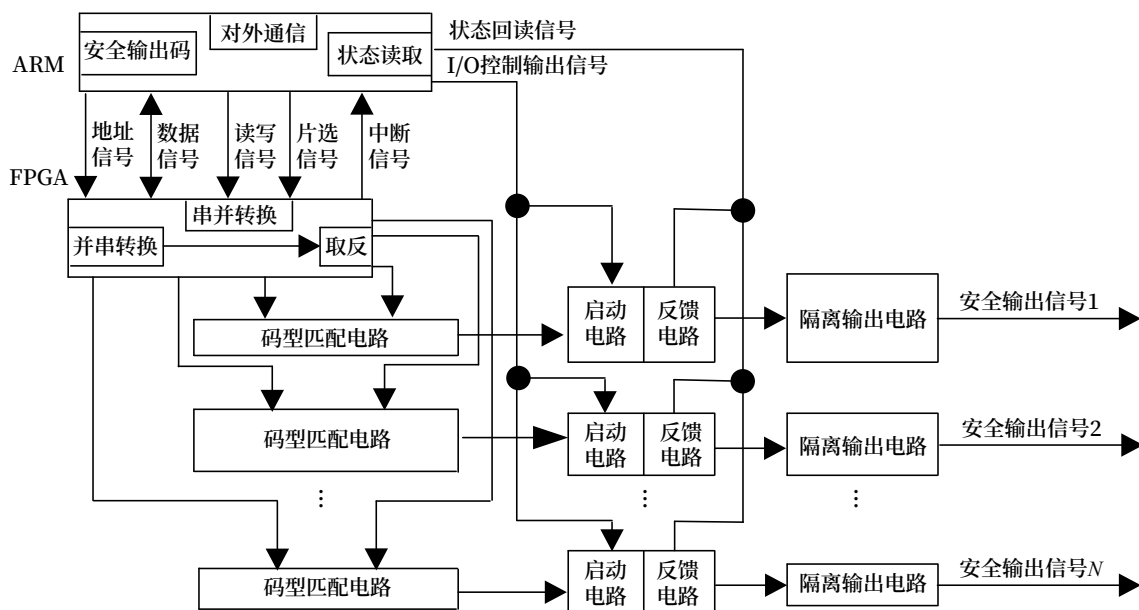 对外通信
安全输出码
状态读取
状态回读信号
I/O控制输出信号
ARM
地址
信号
数据
信号
读写
信号
片选
信号
中断
信号
FPGA
串并转换
并串转换
取反
码型匹配电路
启动
电路
反馈
电路
隔离输出电路
安全输出信号1
码型匹配电路
启动
电路
反馈
电路
隔离输出电路
安全输出信号2
⋮
⋮
⋮
码型匹配电路
启动
电路
反馈
电路
隔离输出电路
安全输出信号N